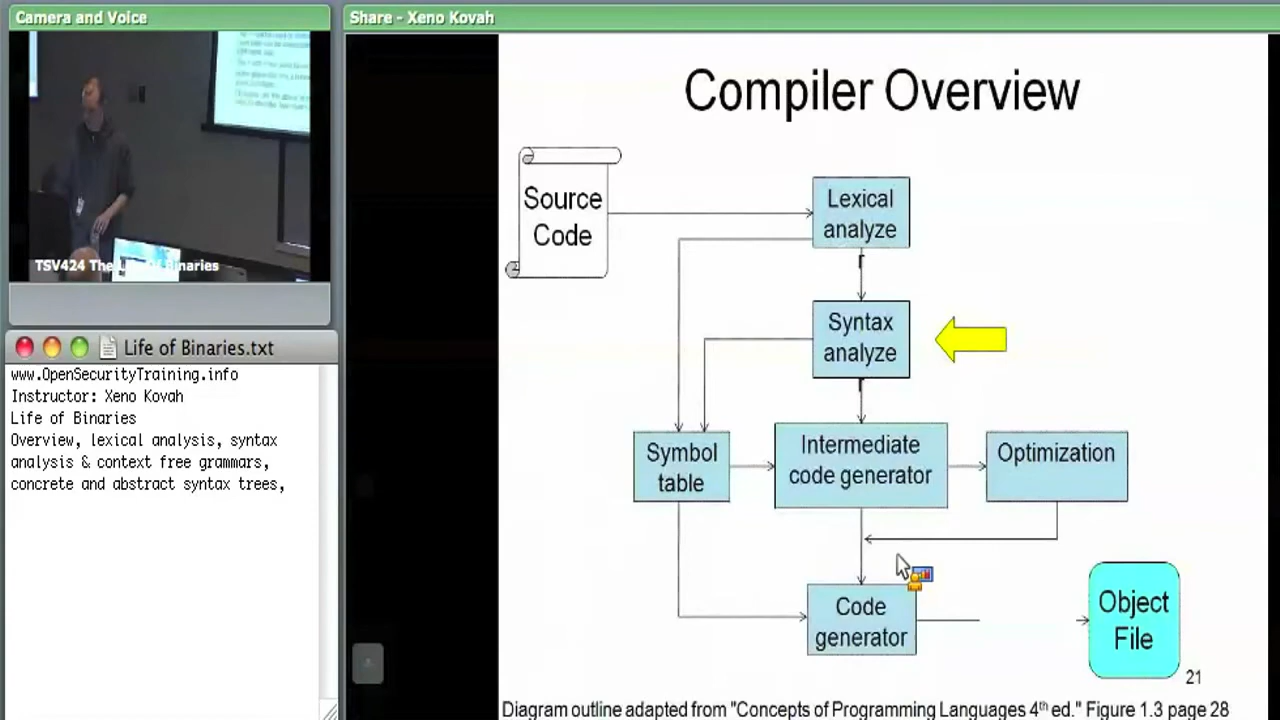 Camera and Voice
Share - Xeno Kovah
TSV424 The Life Of Binaries
Life of Binaries.txt
www.OpenSecurityTraining.info
Instructor: Xeno Kovah
Life of Binaries
Overview, lexical analysis, syntax
analysis & context free grammars,
concrete and abstract syntax trees,
Compiler Overview
Source
Code
Lexical
analyze
r
Syntax
analyze
r
Symbol
table
Intermediate
code generator
Optimization
Code
generator
Object
File
21
Diagram outline adapted from "Concepts of Programming Languages 4th ed." Figure 1.3 page 28